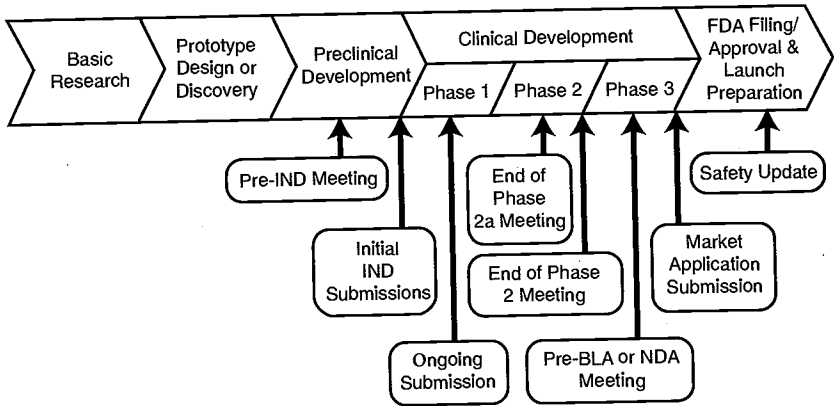 Basic
Research
Prototype
Design or
Discovery
Preclinical
Development
Clinical Development
Phase 1
Phase 2
Phase 3
FDA Filing/
Approval &
Launch
Preparation
Pre-IND Meeting
Initial
IND
Submissions
Ongoing
Submission
End of
Phase
2a Meeting
End of Phase
2 Meeting
Pre-BLA or NDA
Meeting
Market
Application
Submission
Safety Update